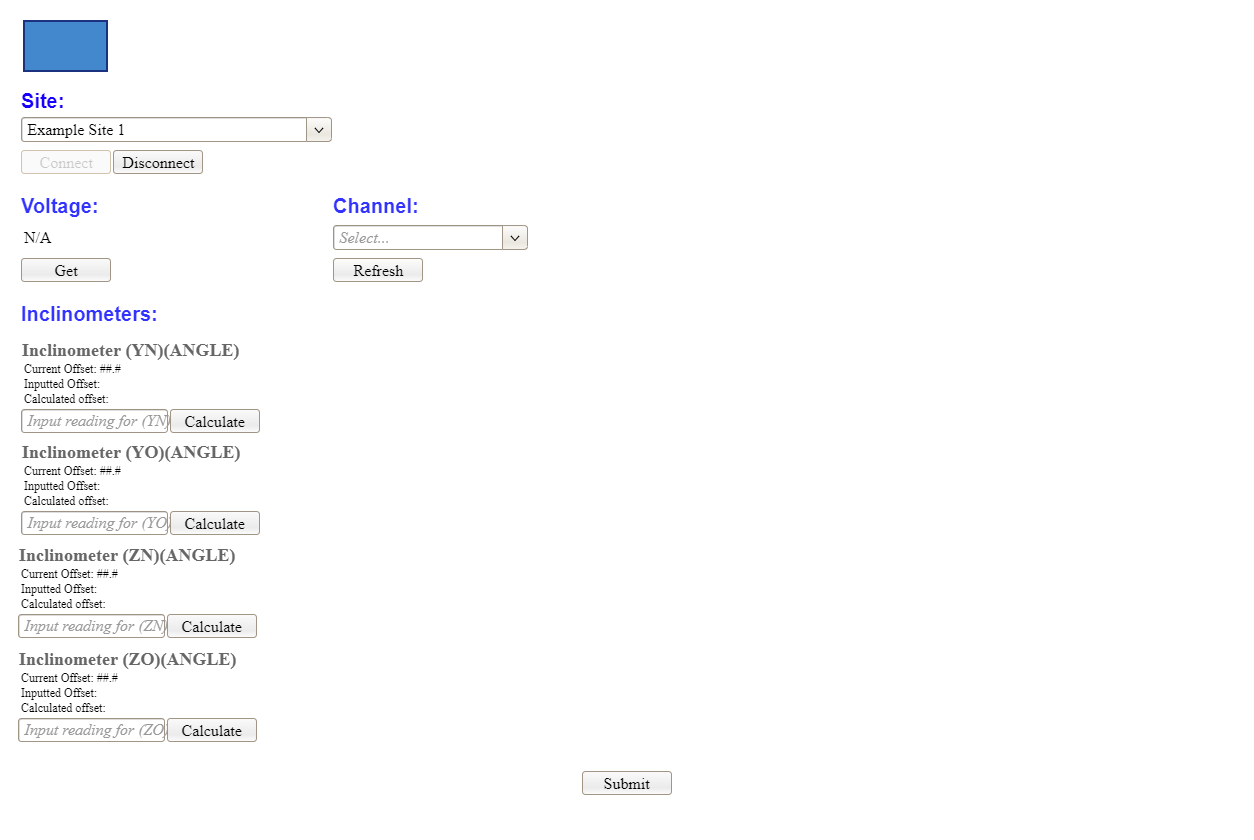 Site:
Example Site 1
Connect Disconnect
Voltage: Channel:
N/A Select...
Get Refresh
Inclinometers:
Inclinometer (YN)(ANGLE)
Current Offset: ##.#
Inputted Offset:
Calculated offset:
Input reading for (YN) Calculate
Inclinometer (YO)(ANGLE)
Current Offset: ##.#
Inputted Offset:
Calculated offset:
Input reading for (YO) Calculate
Inclinometer (ZN)(ANGLE)
Current Offset: ##.#
Inputted Offset:
Calculated offset:
Input reading for (ZN) Calculate
Inclinometer (ZO)(ANGLE)
Current Offset: ##.#
Inputted Offset:
Calculated offset:
Input reading for (ZO) Calculate
Submit